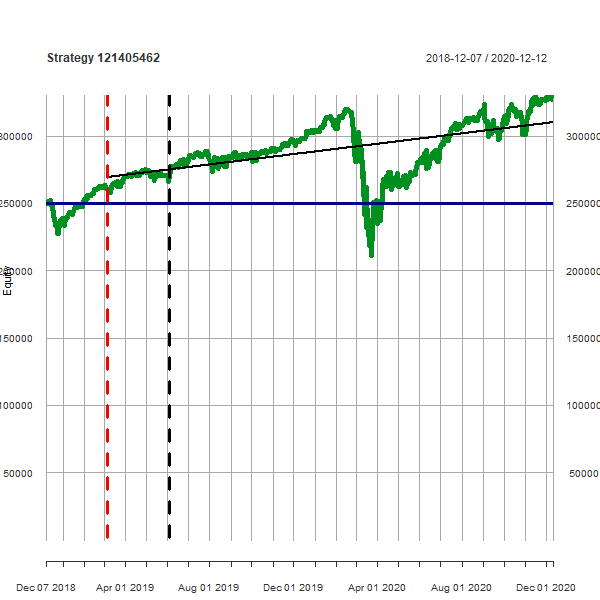 Strategy 121405462 2018-12-07 / 2020-12-12
300000 300000
250000 250000
200000 200000
Equity
150000 150000
100000 100000
50000 50000
Dec 07 2018 Apr 01 2019 Aug 01 2019 Dec 01 2019 Apr 01 2020 Aug 01 2020 Dec 01 2020